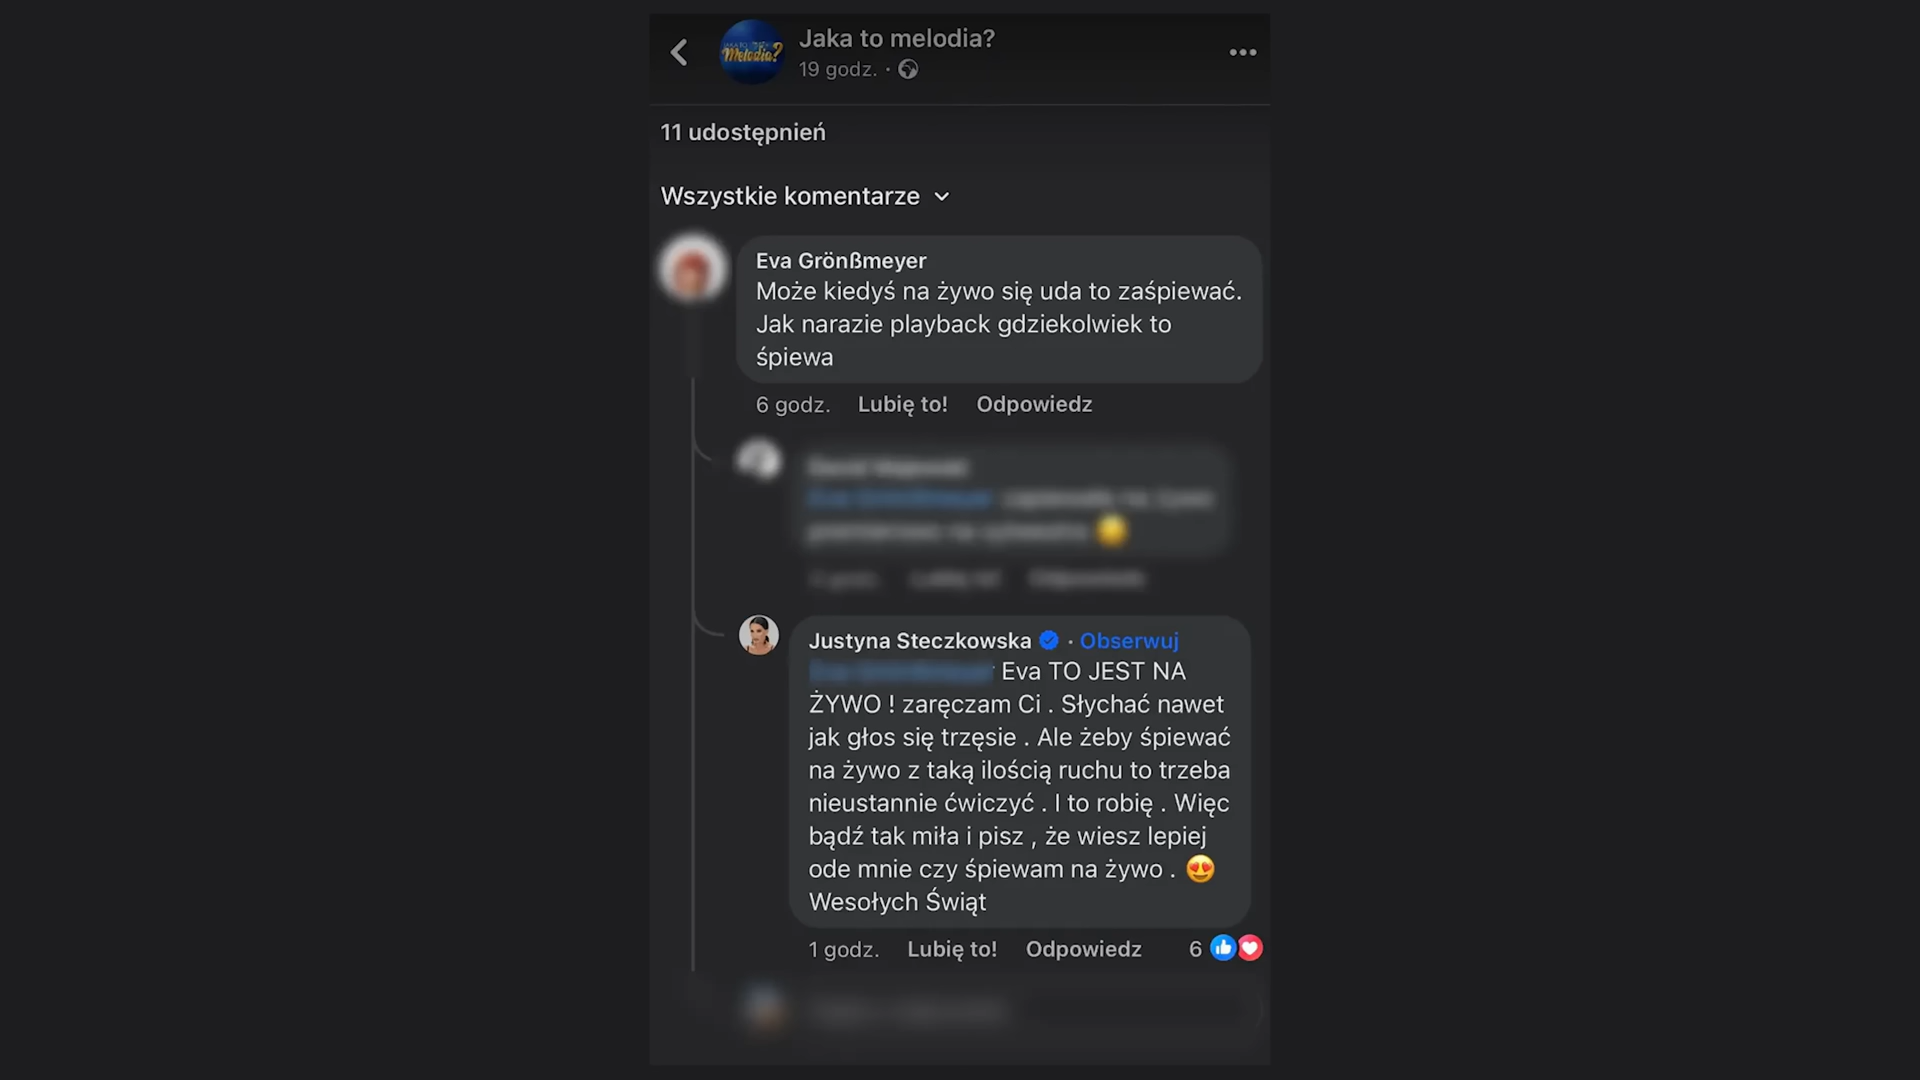 Jaka to melodia?
Melodia?
19 godz. ·
11 udostępnień
Wszystkie komentarze
Eva Grönßmeyer
Może kiedyś na żywo się uda to zaśpiewać.
Jak narazie playback gdziekolwiek to
śpiewa
6 godz. Lubię to! Odpowiedz
Justyna Steczkowska · Obserwuj
Eva TO JEST NA
ŻYWO ! zaręczam Ci . Słychać nawet
jak głos się trzęsie . Ale żeby śpiewać
na żywo z taką ilością ruchu to trzeba
nieustannie ćwiczyć . I to robię . Więc
bądź tak miła i pisz , że wiesz lepiej
ode mnie czy śpiewam na żywo . 😍
Wesołych Świąt
1 godz. Lubię to! Odpowiedz 6